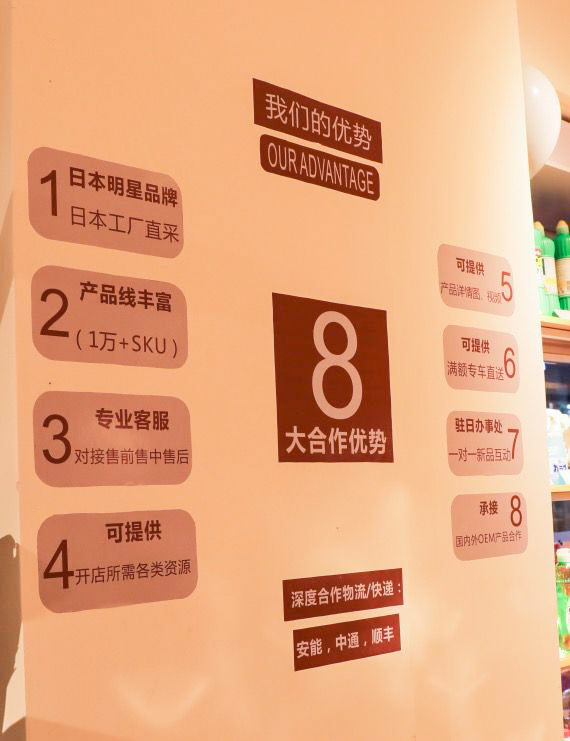 我们的优势
OUR ADVANTAGE
1
日本明星品牌
日本工厂直采
2
产品线丰富
(1万+SKU)
3
专业客服
对接售前售中售后
4
可提供
开店所需各类资源
8
大合作优势
5
可提供
产品详情图、视频
6
可提供
满额专车直送
7
驻日办事处
一对一新品互动
8
承接
国内外OEM产品合作
深度合作物流/快递：
安能，中通，顺丰